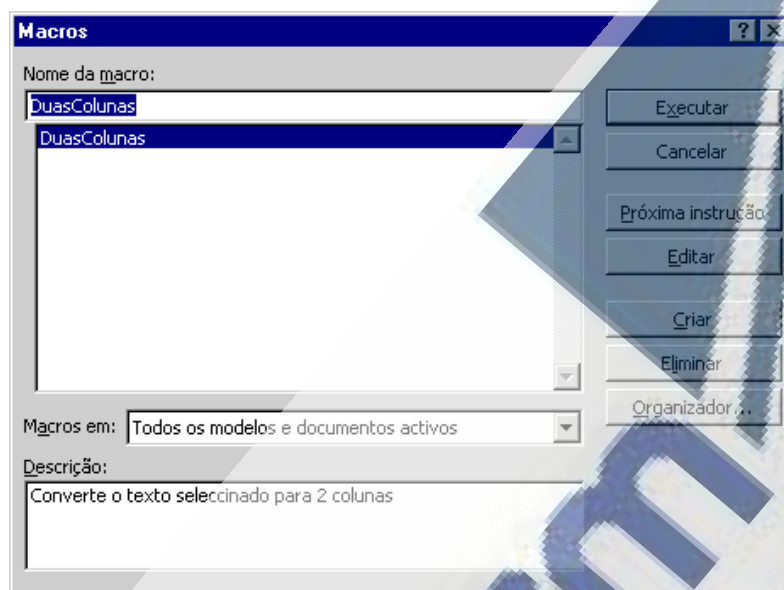 Macros
Nome da macro:
DuasColunas
DuasColunas
Executar
Cancelar
Próxima instrução
Editar
Criar
Eliminar
Organizador...
Macros em: Todos os modelos e documentos activos
Descrição:
Converte o texto seleccinado para 2 colunas